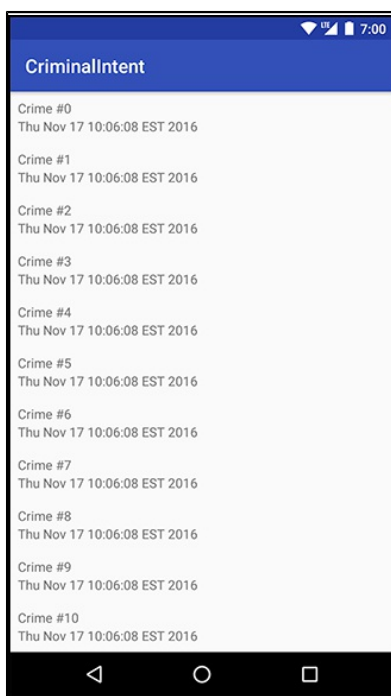 LTE 7:00
CriminalIntent
Crime #0
Thu Nov 17 10:06:08 EST 2016
Crime #1
Thu Nov 17 10:06:08 EST 2016
Crime #2
Thu Nov 17 10:06:08 EST 2016
Crime #3
Thu Nov 17 10:06:08 EST 2016
Crime #4
Thu Nov 17 10:06:08 EST 2016
Crime #5
Thu Nov 17 10:06:08 EST 2016
Crime #6
Thu Nov 17 10:06:08 EST 2016
Crime #7
Thu Nov 17 10:06:08 EST 2016
Crime #8
Thu Nov 17 10:06:08 EST 2016
Crime #9
Thu Nov 17 10:06:08 EST 2016
Crime #10
Thu Nov 17 10:06:08 EST 2016